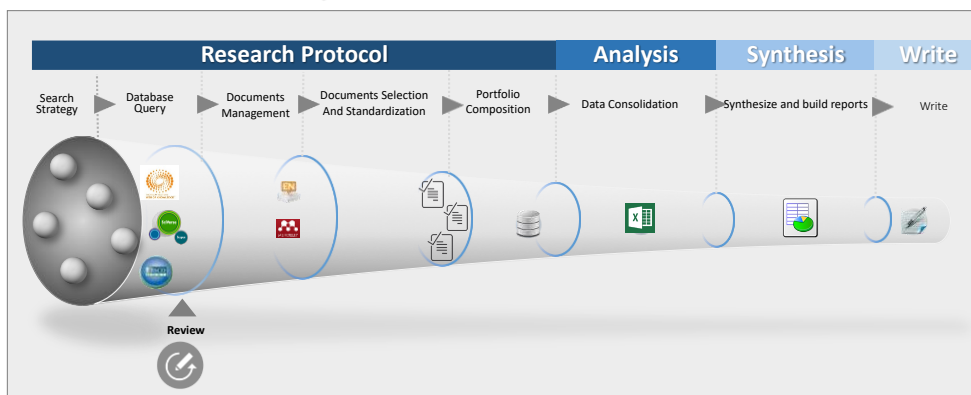 Research Protocol
Analysis
Synthesis
Write
Search
Strategy
Database
Query
Documents
Management
Documents Selection
And Standardization
Portfolio
Composition
Data Consolidation
Synthesize and build reports
Write
EN
X
Review